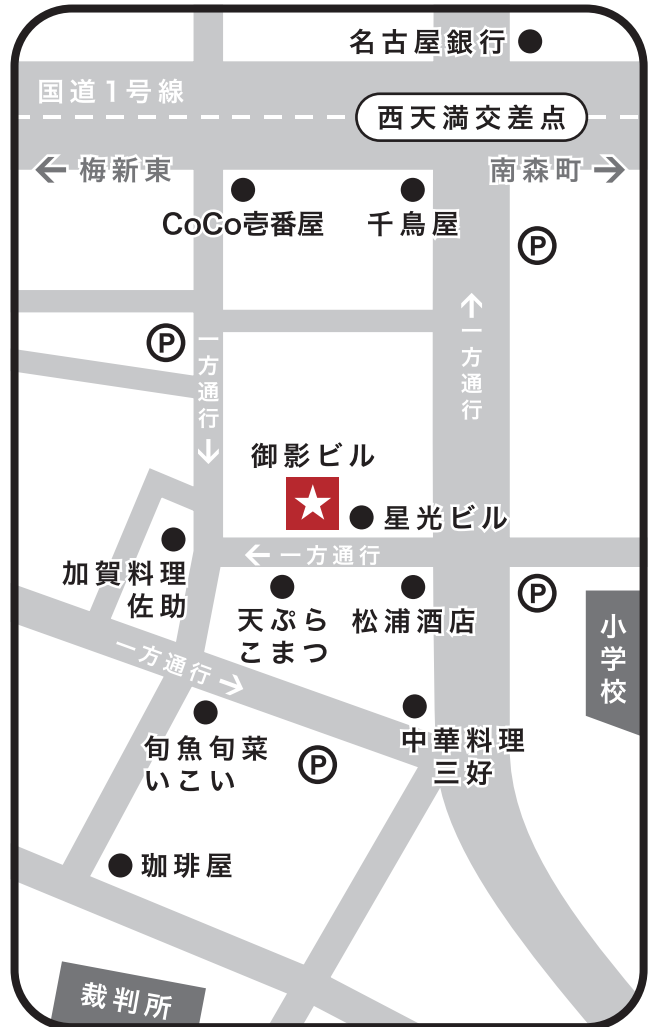 名古屋銀行
国道1号線
西天満交差点
← 梅新東
南森町 →
CoCo壱番屋
千鳥屋
P
P
一方通行
↓
↑
一方通行
御影ビル
星光ビル
← 一方通行
加賀料理
佐助
天ぷら
こまつ
松浦酒店
P
小学校
一方通行 →
旬魚旬菜
いこい
P
中華料理
三好
珈琲屋
裁判所